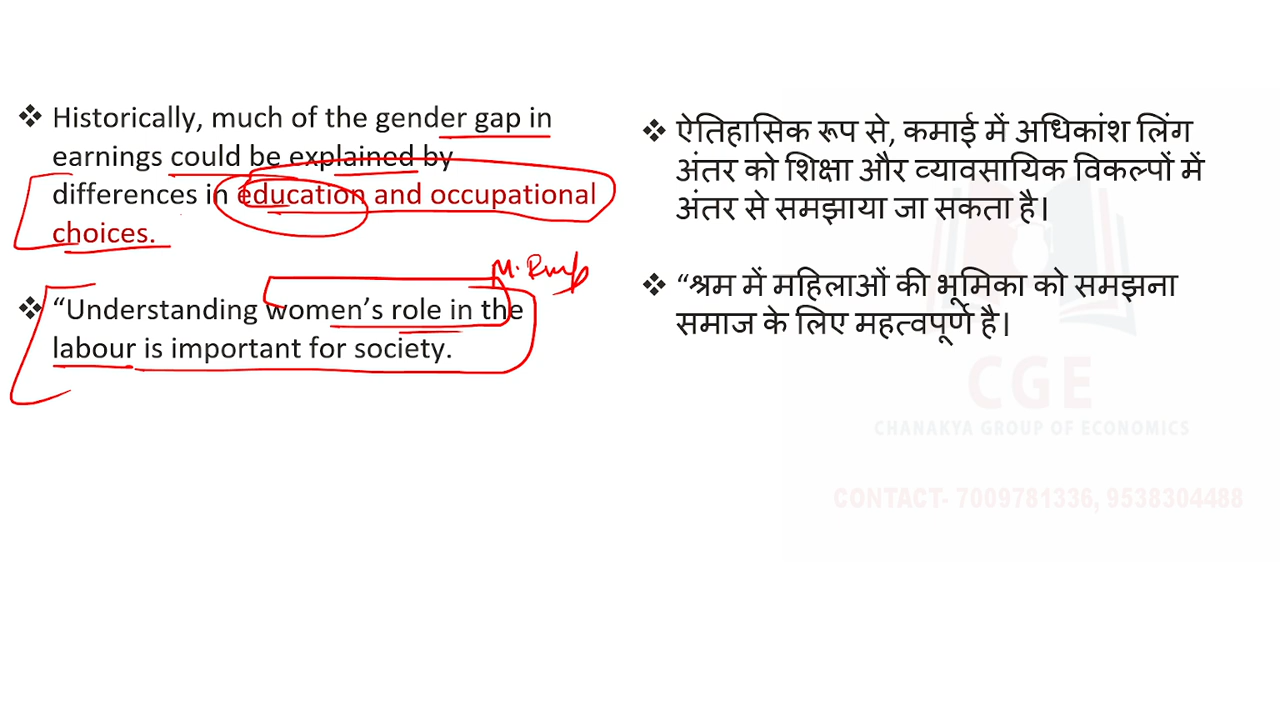 ❖ Historically, much of the gender gap in
earnings could be explained by
differences in education and occupational
choices.
❖ “Understanding women’s role in the
labour is important for society.
❖ ऐतिहासिक रूप से, कमाई में अधिकांश लिंग
अंतर को शिक्षा और व्यावसायिक विकल्पों में
अंतर से समझाया जा सकता है।
❖ “श्रम में महिलाओं की भूमिका को समझना
समाज के लिए महत्वपूर्ण है।
CGE
CHANAKYA GROUP OF ECONOMICS
CONTACT- 7009781336, 9538304488